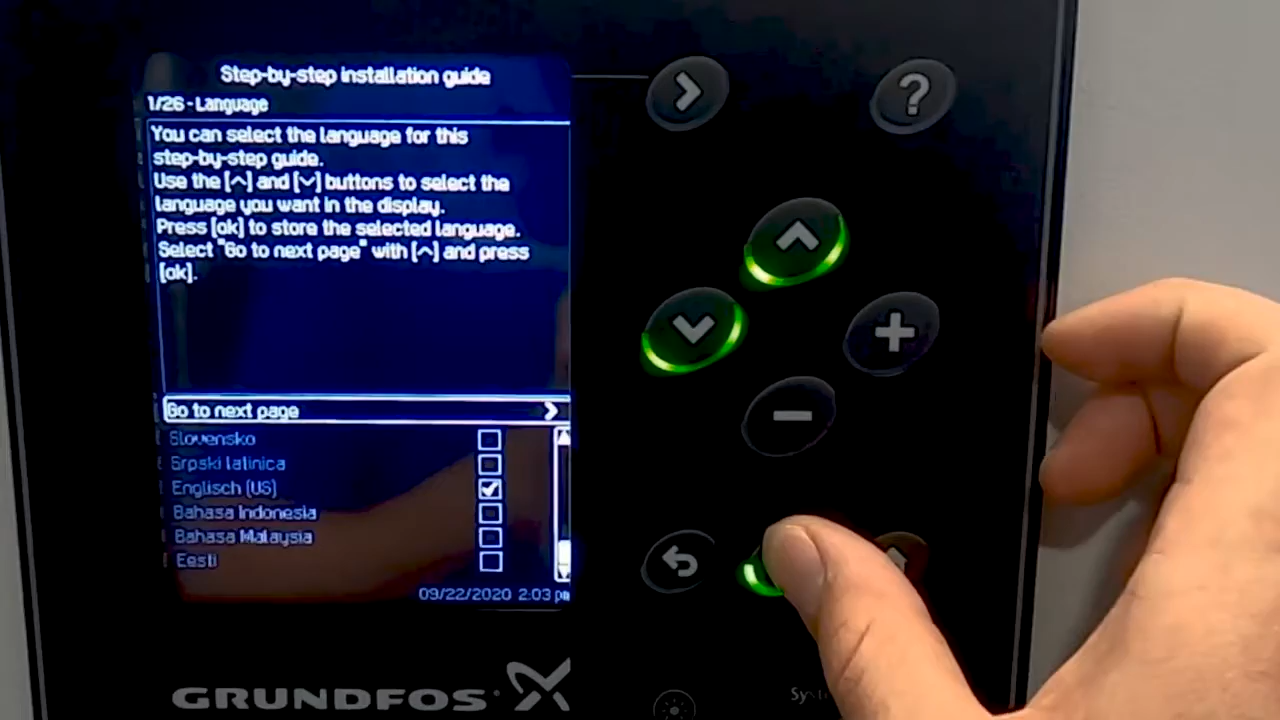 Step-by-step installation guide
1/26 - Language
You can select the language for this
step-by-step guide.
Use the [^] and [v] buttons to select the
language you want in the display.
Press [ok] to store the selected language.
Select "Go to next page" with [^] and press
[ok].
Go to next page
Slovensko
Srpski latinica
Englisch (US)
Bahasa Indonesia
Bahasa Malaysia
Eesti
09/22/2020 2:03 pm
?
GRUNDFOS